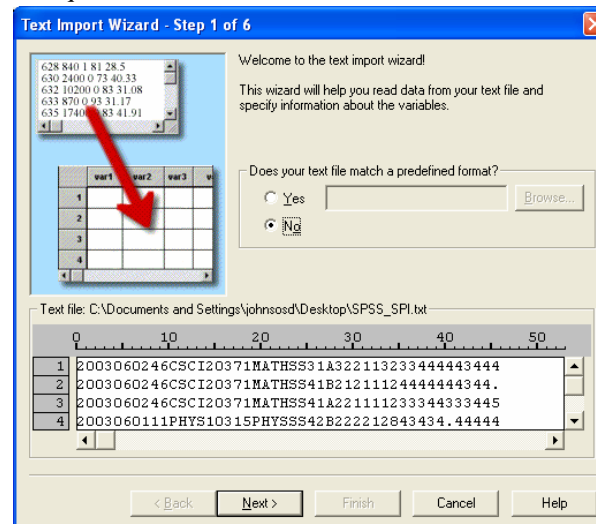 Text Import Wizard - Step 1 of 6
628 840 1 81 28.5
630 2400 0 73 40.33
632 10200 0 83 31.08
633 870 0 93 31.17
635 1740 83 41.91
var1 var2 var3 v
1
2
3
4
Welcome to the text import wizard!
This wizard will help you read data from your text file and
specify information about the variables.
Does your text file match a predefined format?
Yes Browse...
No
Text file: C:\Documents and Settings\johnsosd\Desktop\SPSS_SPI.txt
0 10 20 30 40 50
1 2003060246CSCI20371MATHSS31A322113233444443444
2 2003060246CSCI20371MATHSS41B21211124444444344.
3 2003060246CSCI20371MATHSS41A221111233344333445
4 2003060111PHYS10315PHYSSS42B222212843434.44444
< Back Next > Finish Cancel Help